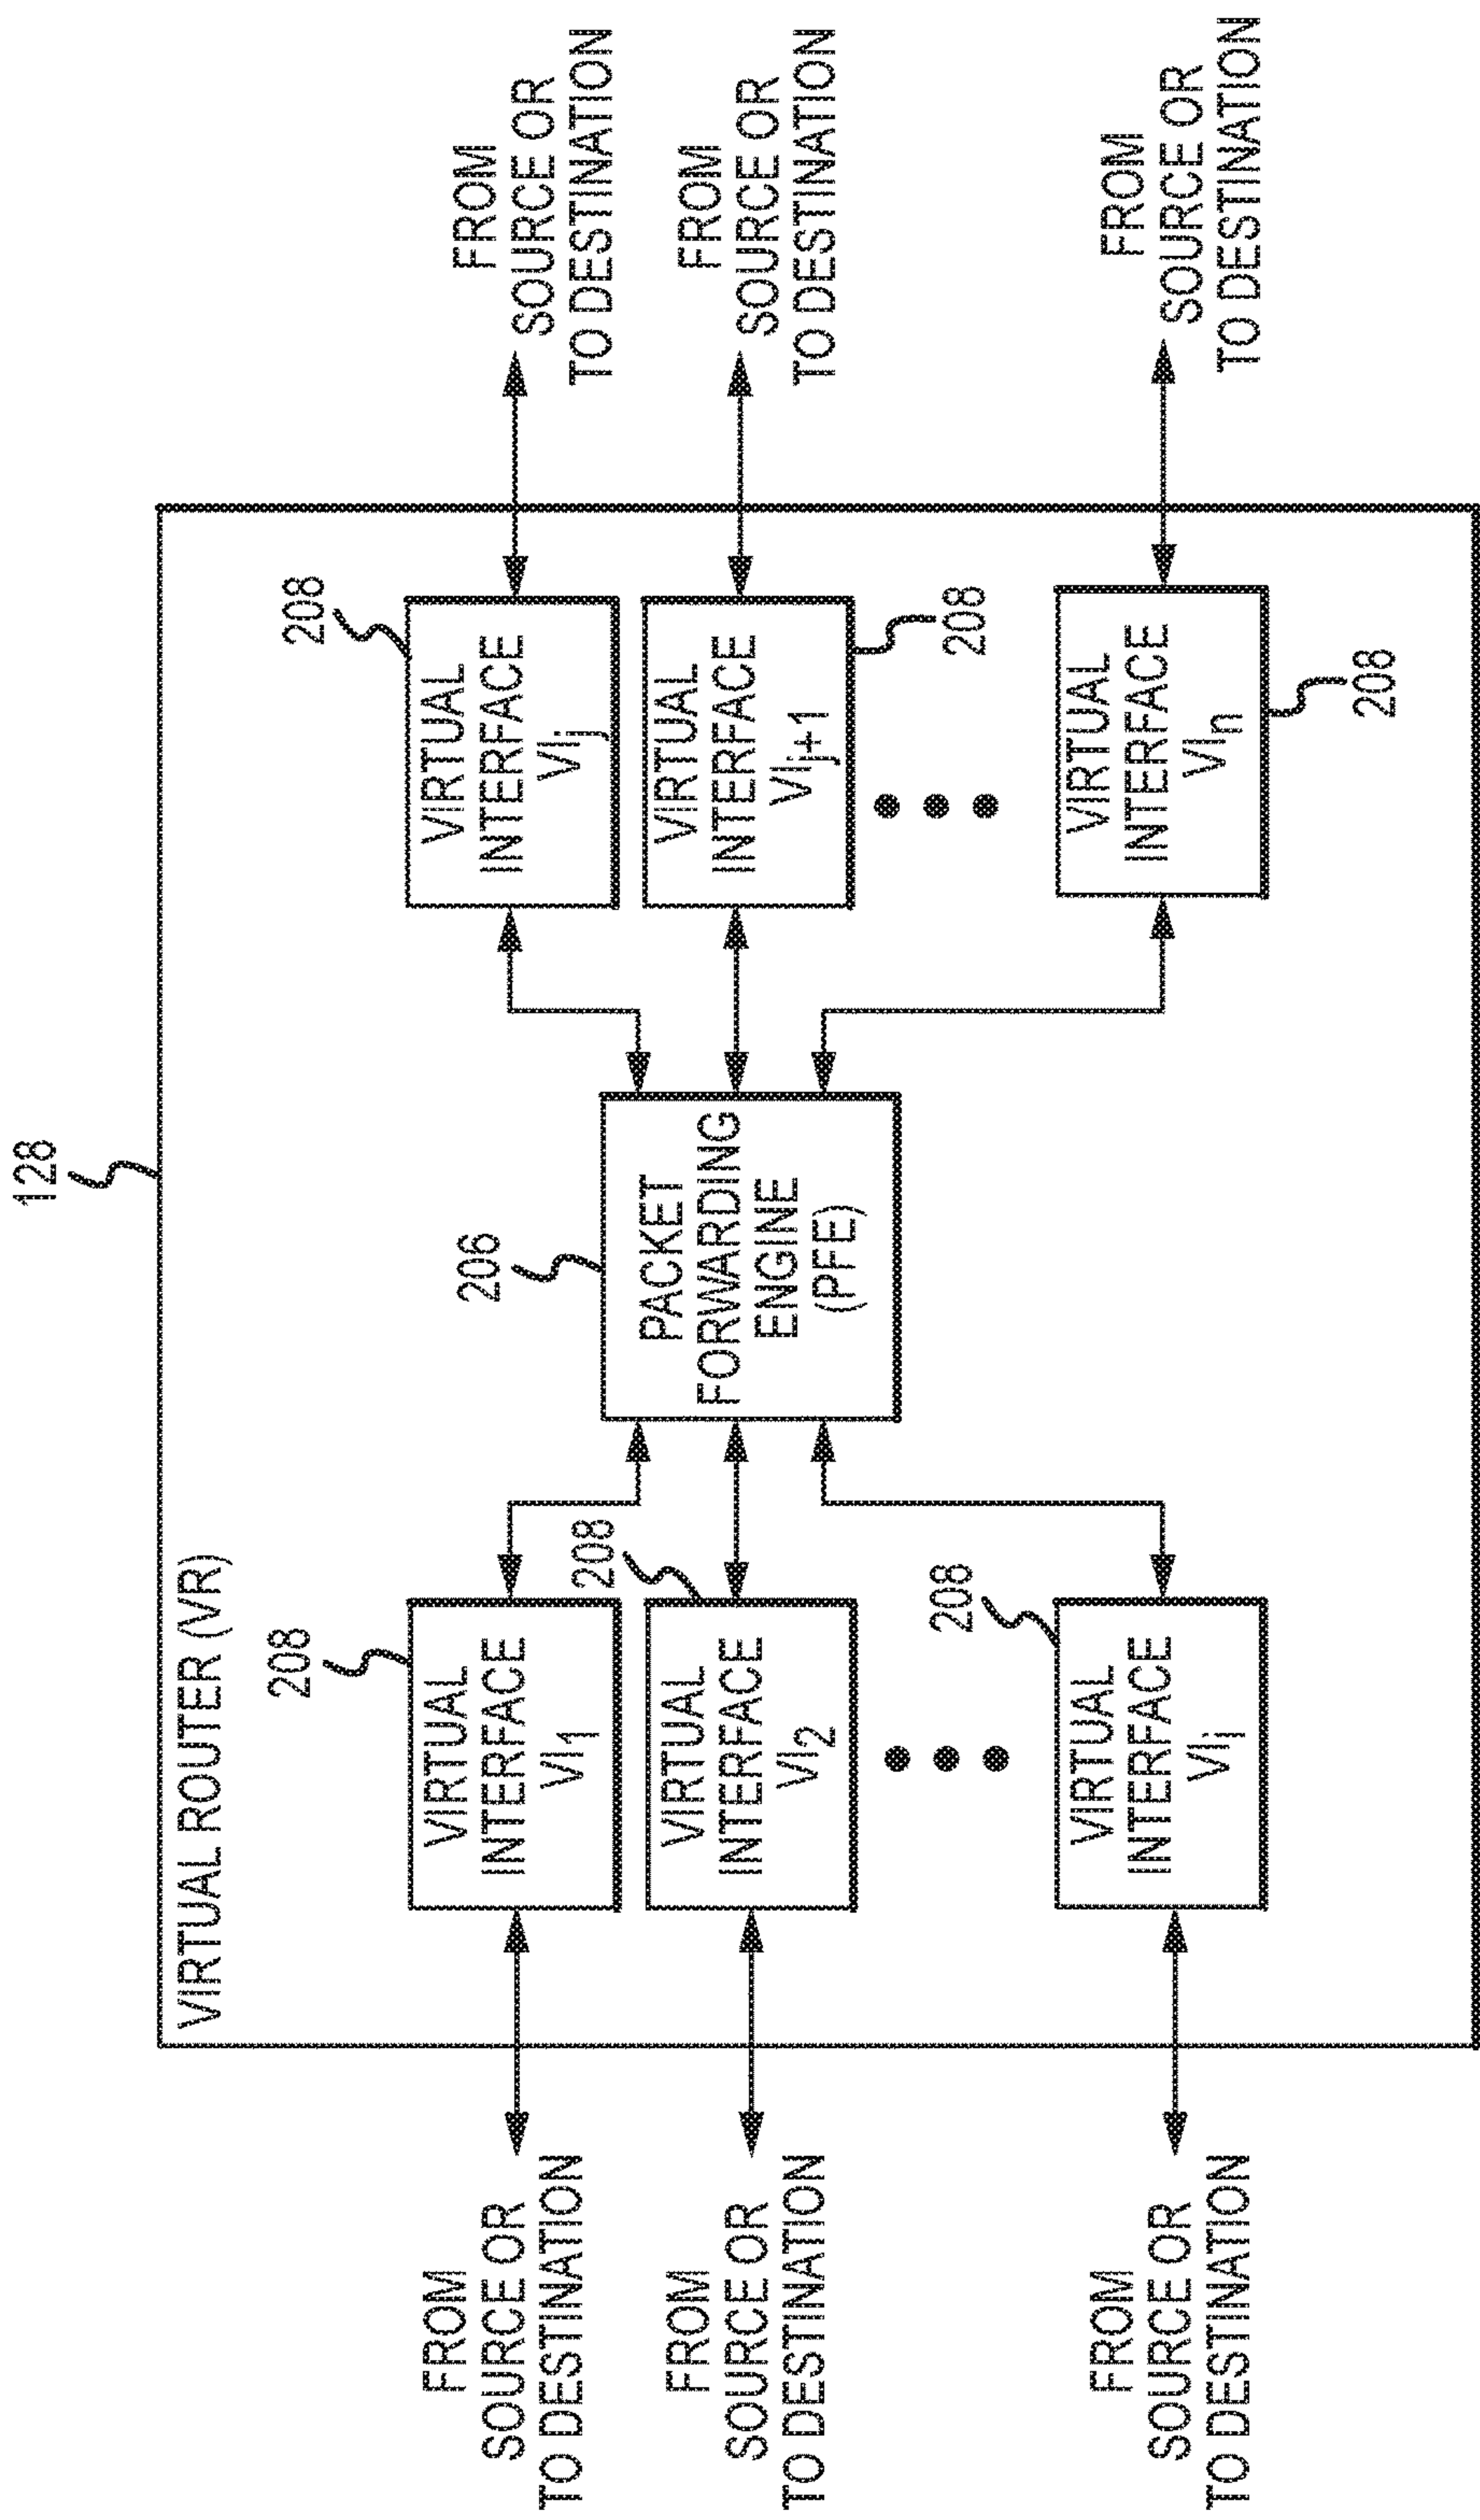 128
VIRTUAL ROUTER (VR)
FROM
SOURCE OR
TO DESTINATION
208
VIRTUAL
INTERFACE
VI1
208
VIRTUAL
INTERFACE
VIj
FROM
SOURCE OR
TO DESTINATION
FROM
SOURCE OR
TO DESTINATION
208
VIRTUAL
INTERFACE
VI2
206
PACKET
FORWARDING
ENGINE
(PFE)
VIRTUAL
INTERFACE
VIj+1
208
FROM
SOURCE OR
TO DESTINATION
FROM
SOURCE OR
TO DESTINATION
208
VIRTUAL
INTERFACE
VIi
VIRTUAL
INTERFACE
VIn
208
FROM
SOURCE OR
TO DESTINATION